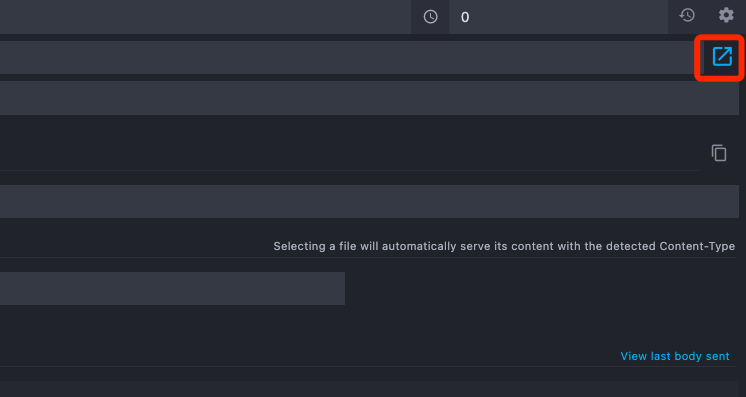 0
Selecting a file will automatically serve its content with the detected Content-Type
View last body sent